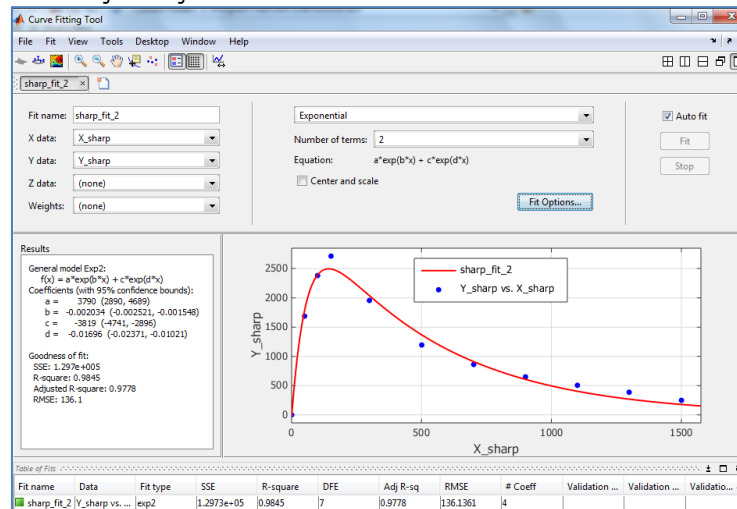 Curve Fitting Tool
File Fit View Tools Desktop Window Help
sharp_fit_2
Fit name: sharp_fit_2
X data: X_sharp
Y data: Y_sharp
Z data: (none)
Weights: (none)
Exponential
Number of terms: 2
Equation: a*exp(b*x) + c*exp(d*x)
Center and scale
Fit Options...
Auto fit
Fit
Stop
Results
General model Exp2:
f(x) = a*exp(b*x) + c*exp(d*x)
Coefficients (with 95% confidence bounds):
a = 3790 (2890, 4689)
b = -0.002034 (-0.002521, -0.001548)
c = -3819 (-4741, -2896)
d = -0.01696 (-0.02371, -0.01021)
Goodness of fit:
SSE: 1.297e+005
R-square: 0.9845
Adjusted R-square: 0.9778
RMSE: 136.1
sharp_fit_2
Y_sharp vs. X_sharp
2500
2000
1500
1000
500
0
Y_sharp
0 500 1000 1500
X_sharp
Table of Fits
Fit name Data Fit type SSE R-square DFE Adj R-sq RMSE # Coeff Validation ... Validation ... Validatio...
sharp_fit_2 Y_sharp vs. ... exp2 1.2973e+05 0.9845 7 0.9778 136.1361 4